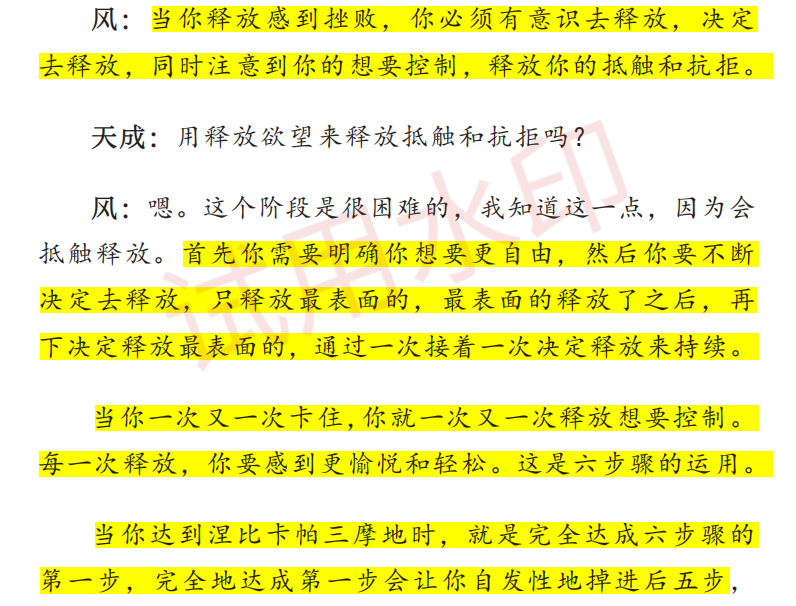 风：当你释放感到挫败，你必须有意识去释放，决定
去释放，同时注意到你的想要控制，释放你的抵触和抗拒。
天成：用释放欲望来释放抵触和抗拒吗？
风：嗯。这个阶段是很困难的，我知道这一点，因为会
抵触释放。首先你需要明确你想要更自由，然后你要不断
决定去释放，只释放最表面的，最表面的释放了之后，再
下决定释放最表面的，通过一次接着一次决定释放来持续。
当你一次又一次卡住,你就一次又一次释放想要控制。
每一次释放，你要感到更愉悦和轻松。这是六步骤的运用。
当你达到涅比卡帕三摩地时，就是完全达成六步骤的
第一步，完全地达成第一步会让你自发性地掉进后五步，
试用水印